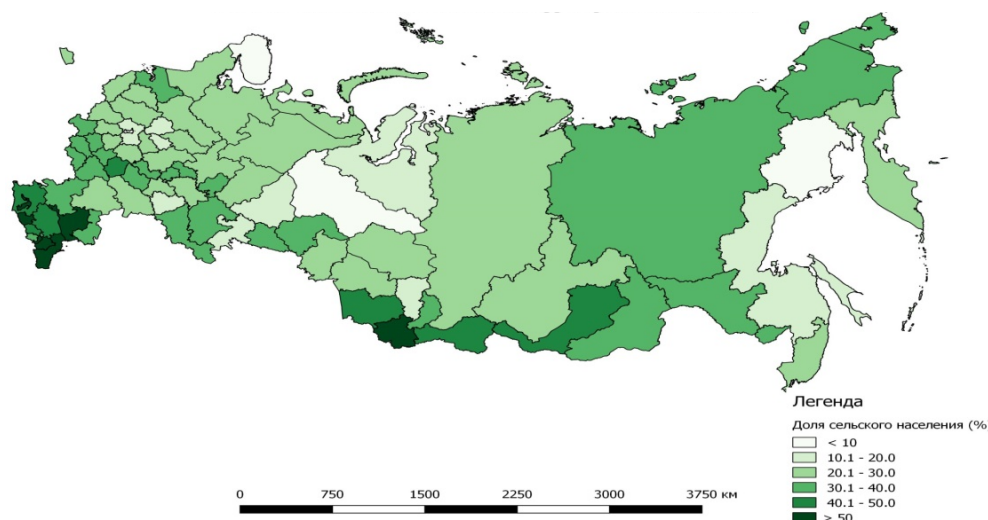 Легенда
Доля сельского населения (%
< 10
10.1 - 20.0
20.1 - 30.0
30.1 - 40.0
40.1 - 50.0
> 50
0 750 1500 2250 3000 3750 км